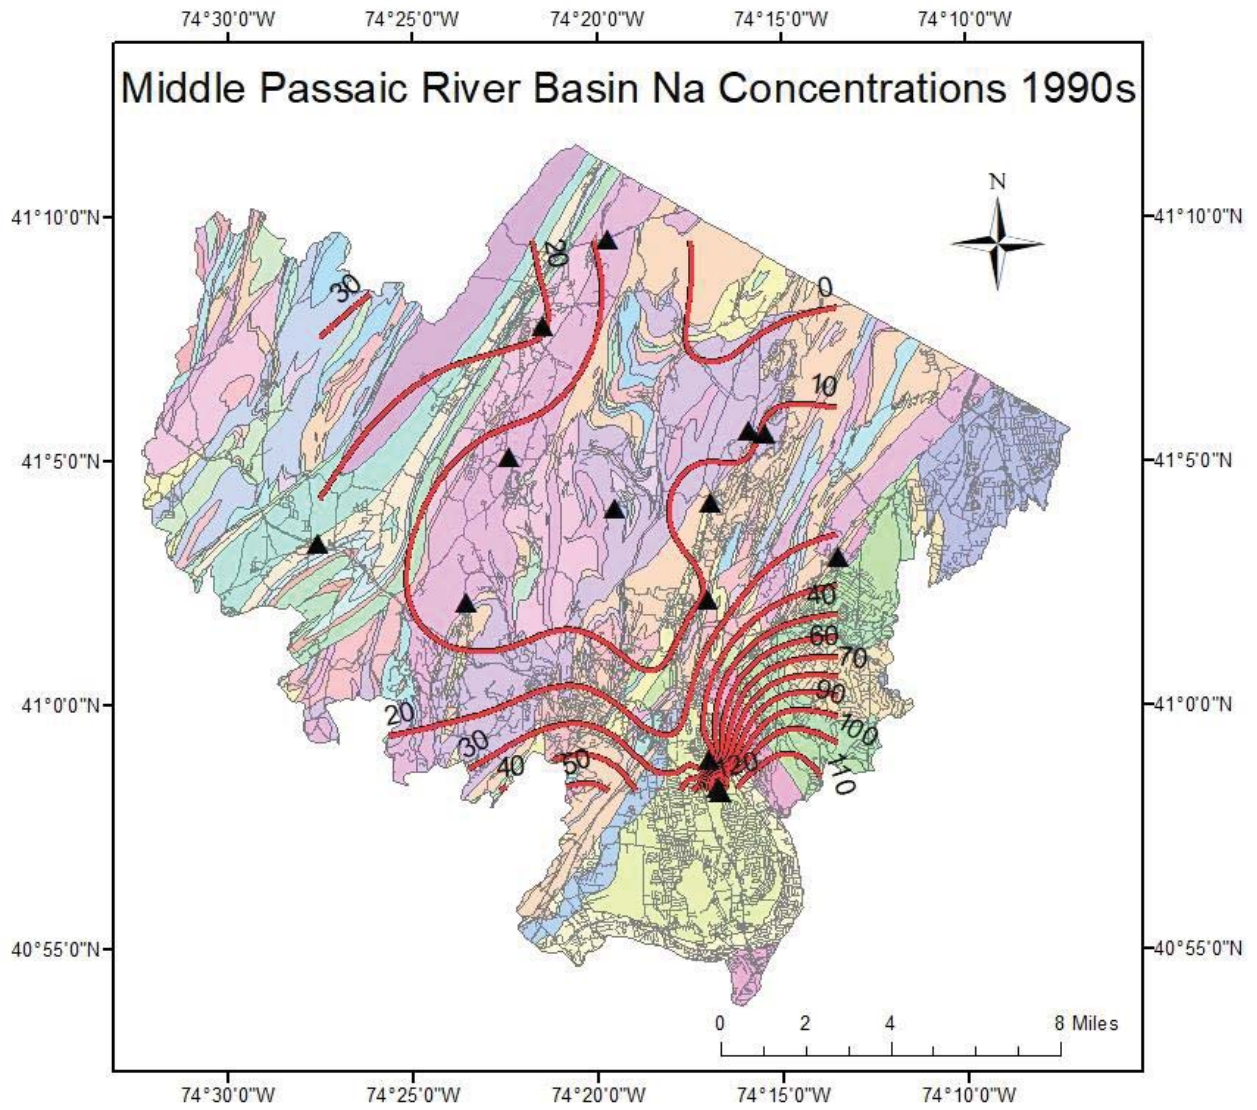 74°30'0"W 74°25'0"W 74°20'0"W 74°15'0"W 74°10'0"W
Middle Passaic River Basin Na Concentrations 1990s
N
41°10'0"N 41°10'0"N
20
30
0
10
41°5'0"N 41°5'0"N
40
60
70
90
41°0'0"N 41°0'0"N
20
100
30
40
50
20
110
40°55'0"N 40°55'0"N
0 2 4 8 Miles
74°30'0"W 74°25'0"W 74°20'0"W 74°15'0"W 74°10'0"W